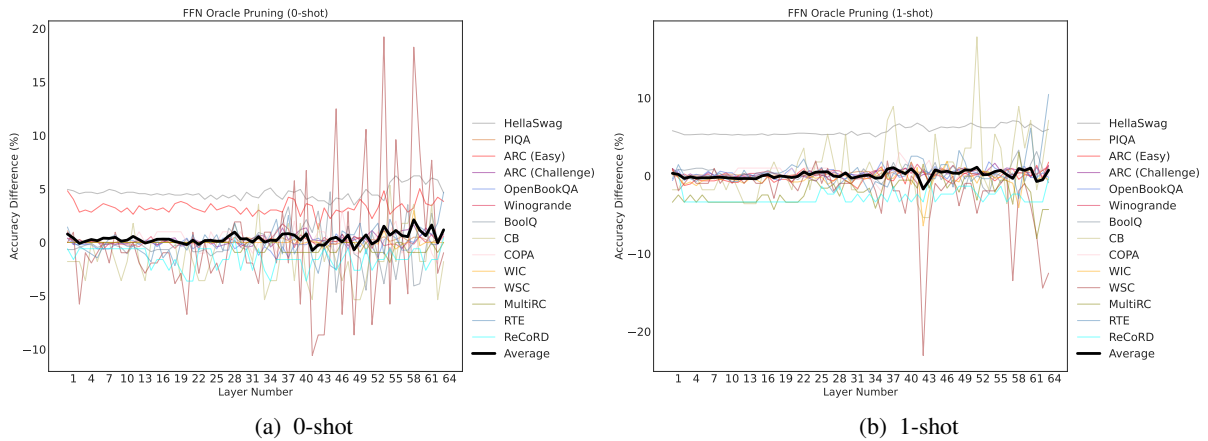 FFN Oracle Pruning (0-shot)
20
15
10
5
0
−5
−10
Accuracy Difference (%)
1 4 7 10 13 16 19 22 25 28 31 34 37 40 43 46 49 52 55 58 61 64
Layer Number
HellaSwag
PIQA
ARC (Easy)
ARC (Challenge)
OpenBookQA
Winogrande
BoolQ
CB
COPA
WIC
WSC
MultiRC
RTE
ReCoRD
Average
(a) 0-shot
FFN Oracle Pruning (1-shot)
10
0
−10
−20
Accuracy Difference (%)
1 4 7 10 13 16 19 22 25 28 31 34 37 40 43 46 49 52 55 58 61 64
Layer Number
HellaSwag
PIQA
ARC (Easy)
ARC (Challenge)
OpenBookQA
Winogrande
BoolQ
CB
COPA
WIC
WSC
MultiRC
RTE
ReCoRD
Average
(b) 1-shot